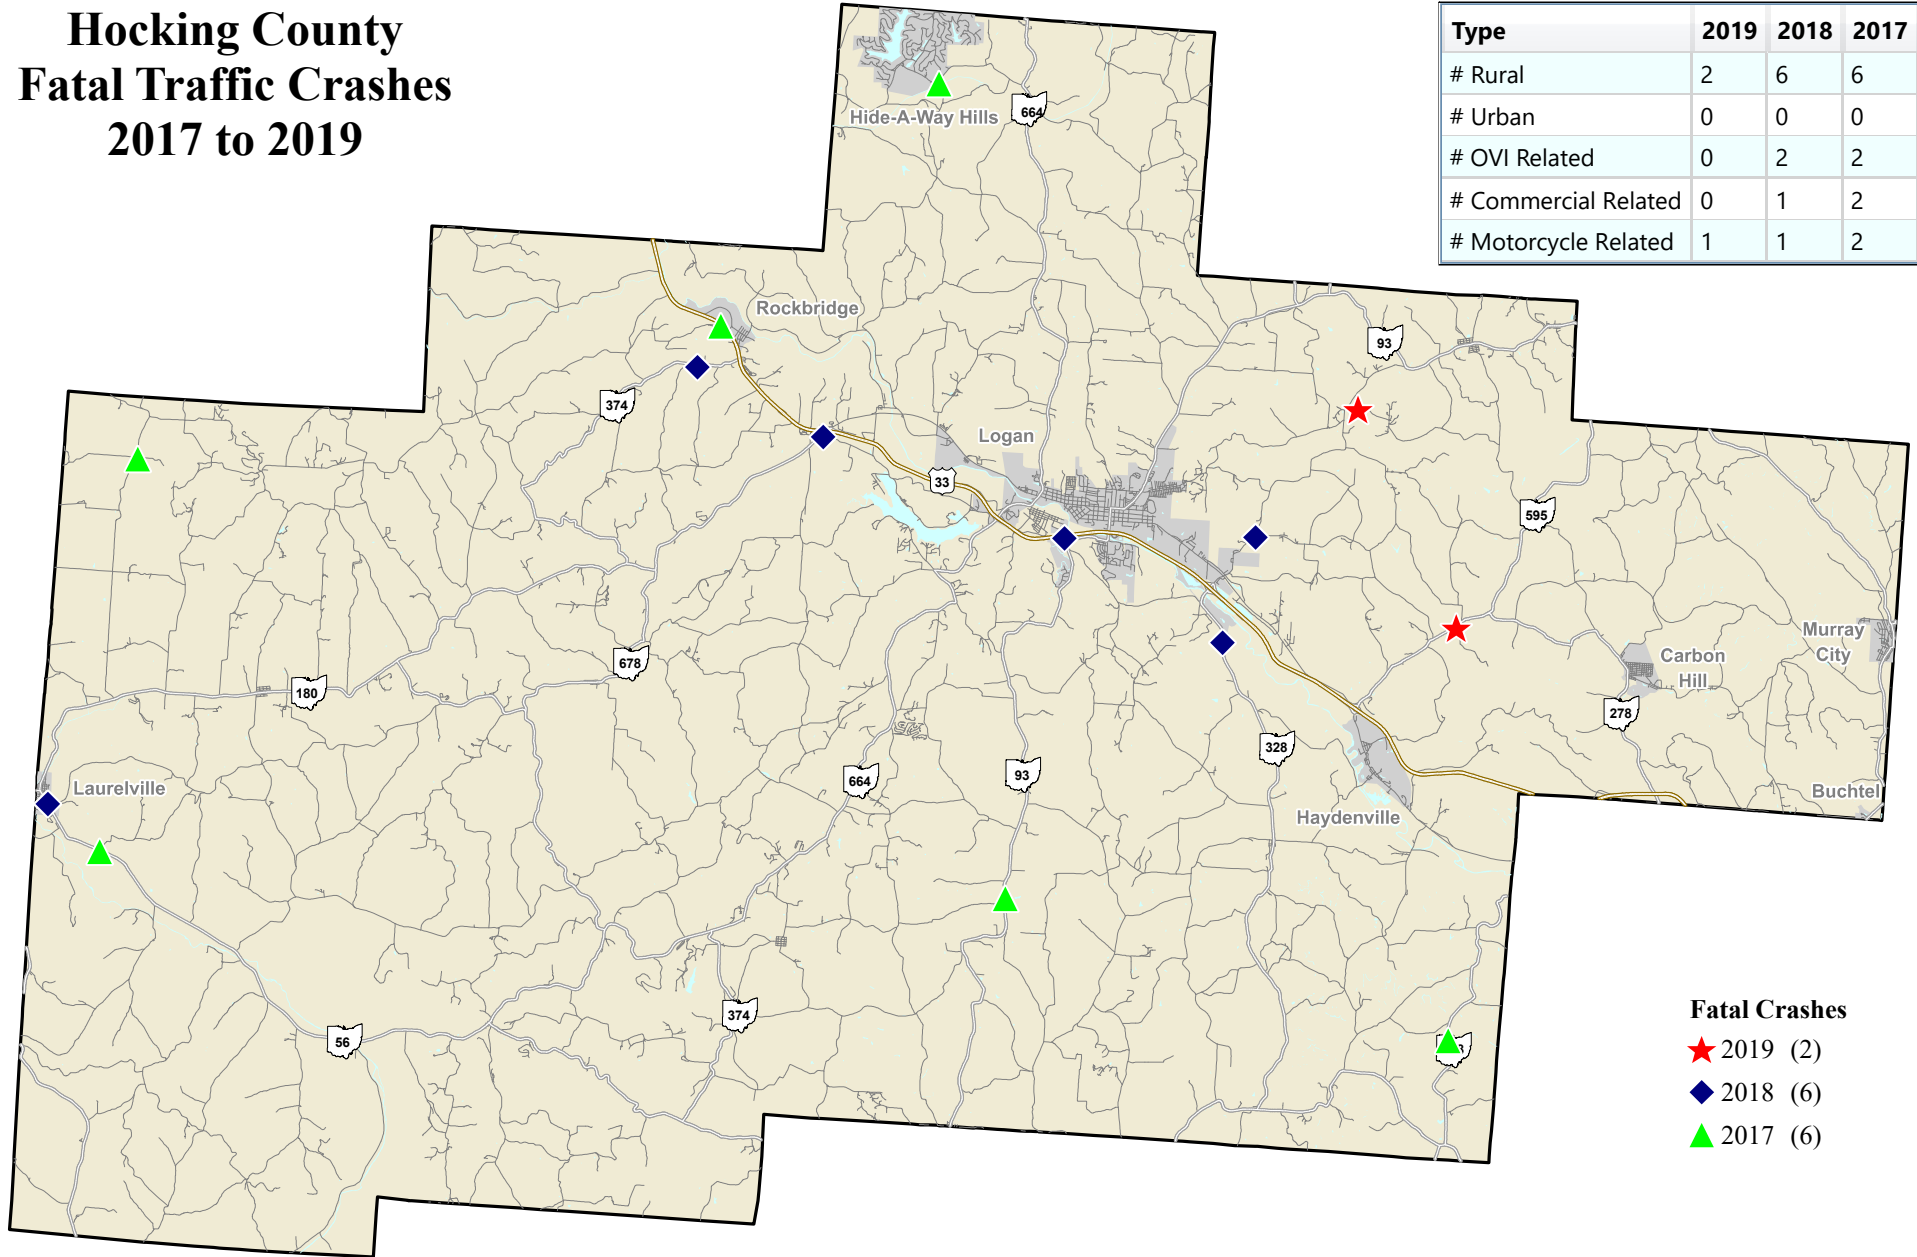 Hocking County
Fatal Traffic Crashes
2017 to 2019
Type 2019 2018 2017
# Rural 2 6 6
# Urban 0 0 0
# OVI Related 0 2 2
# Commercial Related 0 1 2
# Motorcycle Related 1 1 2
Hide-A-Way Hills
664
Rockbridge
93
374
Logan
33
595
Murray
City
Carbon
Hill
678
180
278
328
Laurelville
664
93
Buchtel
Haydenville
374
56
Fatal Crashes
2019 (2)
2018 (6)
2017 (6)